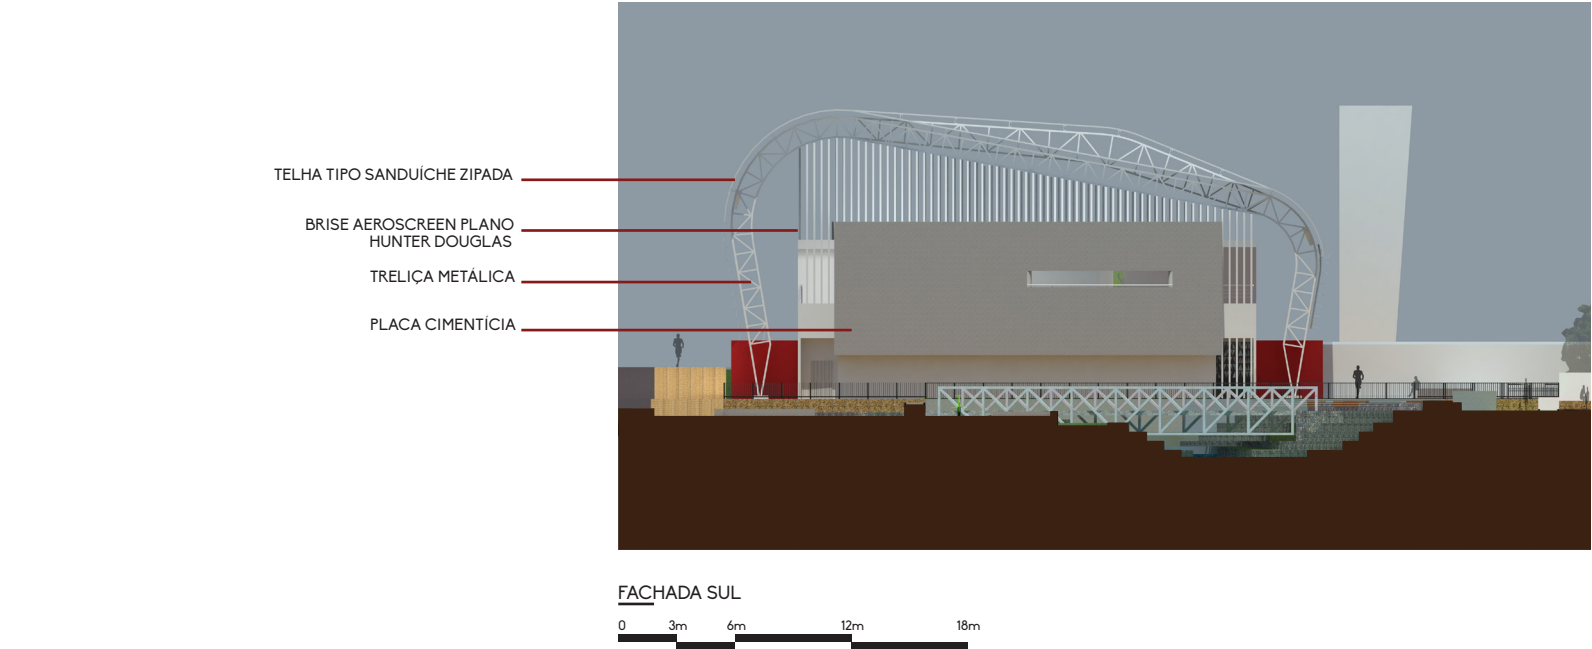 TELHA TIPO SANDUÍCHE ZIPADA
BRISE AEROSCREEN PLANO
HUNTER DOUGLAS
TRELIÇA METÁLICA
PLACA CIMENTÍCIA
FACHADA SUL
0 3m 6m 12m 18m